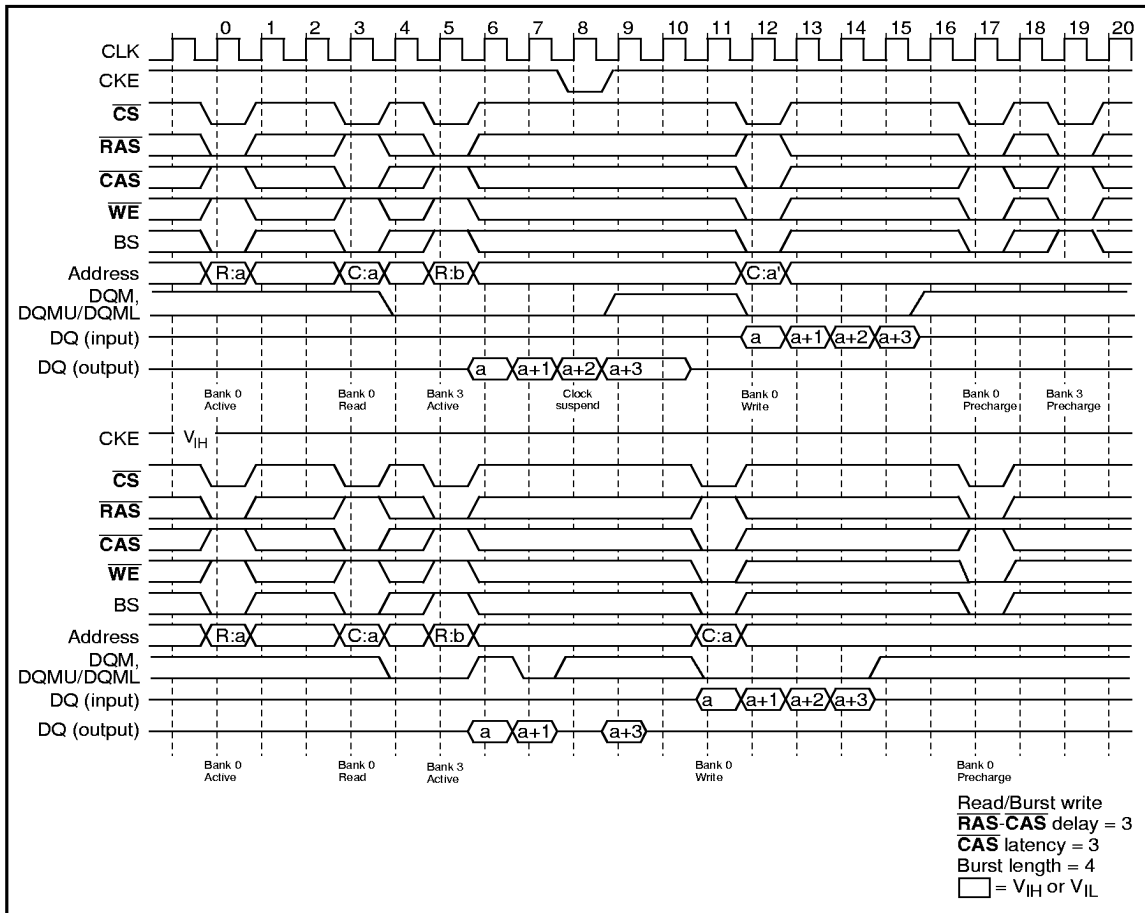 0 1 2 3 4 5 6 7 8 9 10 11 12 13 14 15 16 17 18 19 20
CLK
CKE
CS
RAS
CAS
WE
BS
Address R:a C:a R:b C:a'
DQM,
DQMU/DQML
DQ (input) a a+1 a+2 a+3
DQ (output) a a+1 a+2 a+3
Bank 0 Bank 0 Bank 3 Clock Bank 0 Bank 0 Bank 3
Active Read Active suspend Write Precharge Precharge
CKE VIH
CS
RAS
CAS
WE
BS
Address R:a C:a R:b C:a
DQM,
DQMU/DQML
DQ (input) a a+1 a+2 a+3
DQ (output) a a+1 a+3
Bank 0 Bank 0 Bank 3 Bank 0 Bank 0
Active Read Active Write Precharge
Read/Burst write
RAS-CAS delay = 3
CAS latency = 3
Burst length = 4
= VIH or VIL